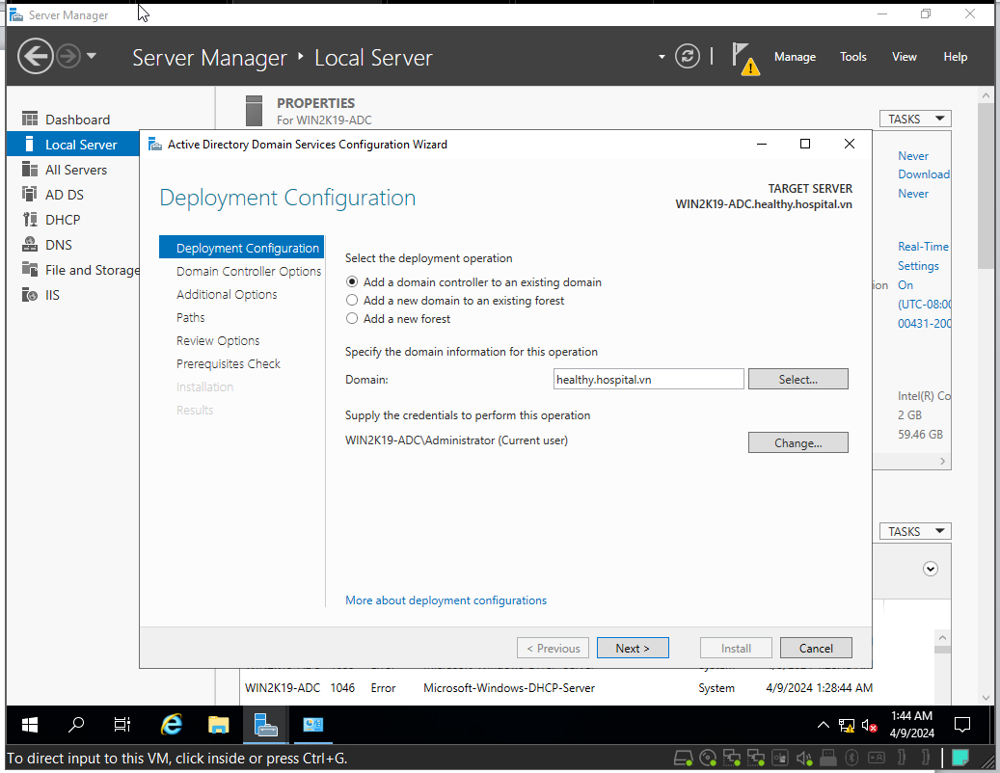 Server Manager
Server Manager ‣ Local Server
Manage
Tools
View
Help
Dashboard
Local Server
All Servers
AD DS
DHCP
DNS
File and Storage
IIS
PROPERTIES
For WIN2K19-ADC
TASKS
Never
Download
Never
Real-Time
Settings
On
(UTC-08:00
00431-200
Intel(R) Co
2 GB
59.46 GB
TASKS
Active Directory Domain Services Configuration Wizard
Deployment Configuration
TARGET SERVER
WIN2K19-ADC.healthy.hospital.vn
Deployment Configuration
Domain Controller Options
Additional Options
Paths
Review Options
Prerequisites Check
Installation
Results
Select the deployment operation
Add a domain controller to an existing domain
Add a new domain to an existing forest
Add a new forest
Specify the domain information for this operation
Domain:
healthy.hospital.vn
Select...
Supply the credentials to perform this operation
WIN2K19-ADC\Administrator (Current user)
Change...
More about deployment configurations
< Previous
Next >
Install
Cancel
WIN2K19-ADC 1046 Error Microsoft-Windows-DHCP-Server System 4/9/2024 1:28:44 AM
1:44 AM
4/9/2024
To direct input to this VM, click inside or press Ctrl+G.